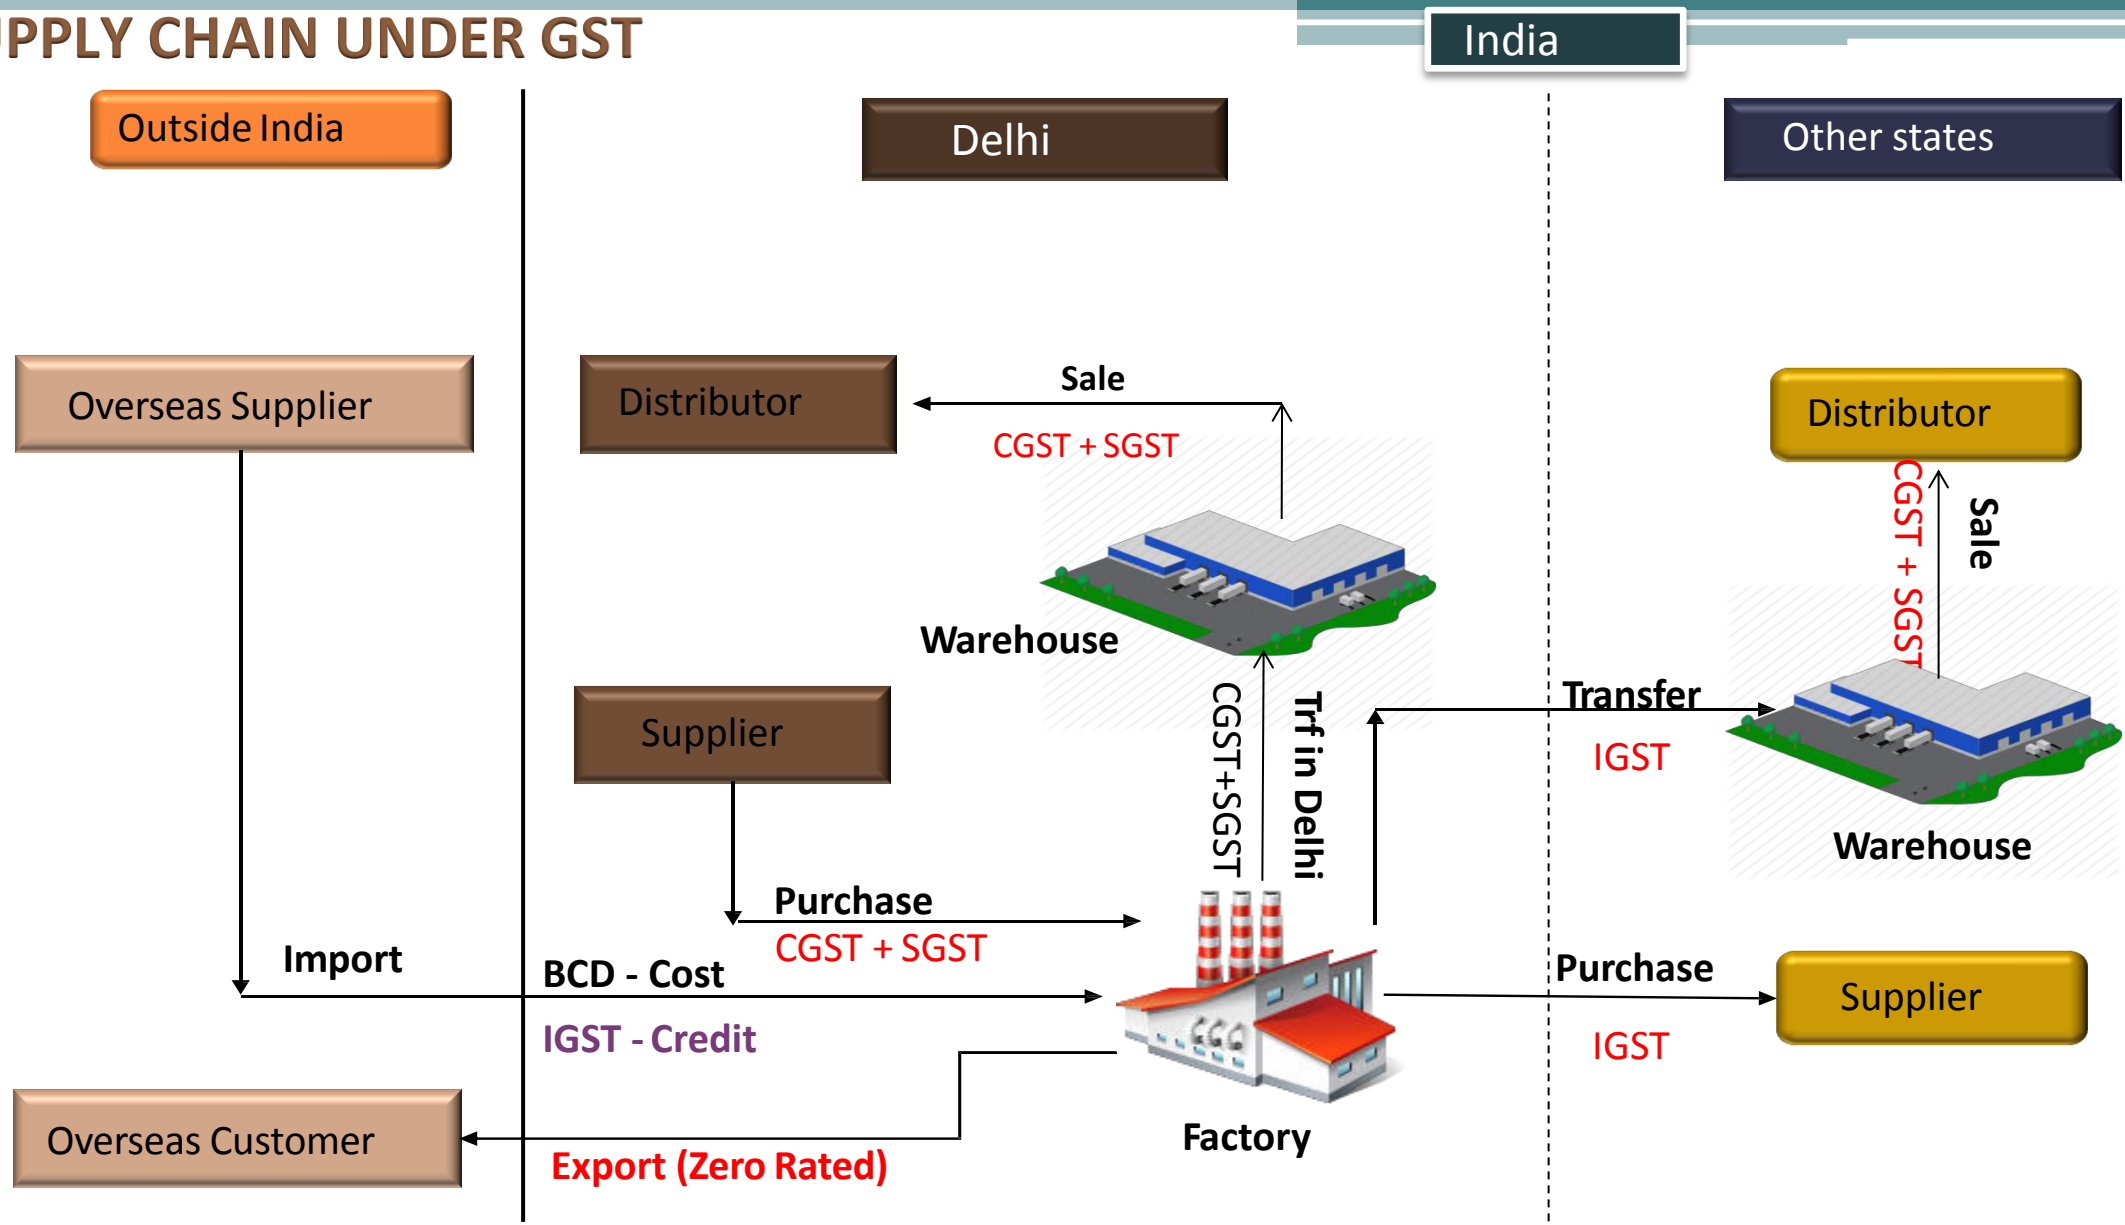 UPPLY CHAIN UNDER GST
India
Outside India
Delhi
Other states
Overseas Supplier
Distributor
Sale
CGST + SGST
Distributor
CGST + SGST
Sale
Warehouse
Supplier
CGST+SGST
Trf in Delhi
Transfer
IGST
Warehouse
Purchase
CGST + SGST
Import
BCD - Cost
IGST - Credit
Purchase
IGST
Supplier
Factory
Overseas Customer
Export (Zero Rated)